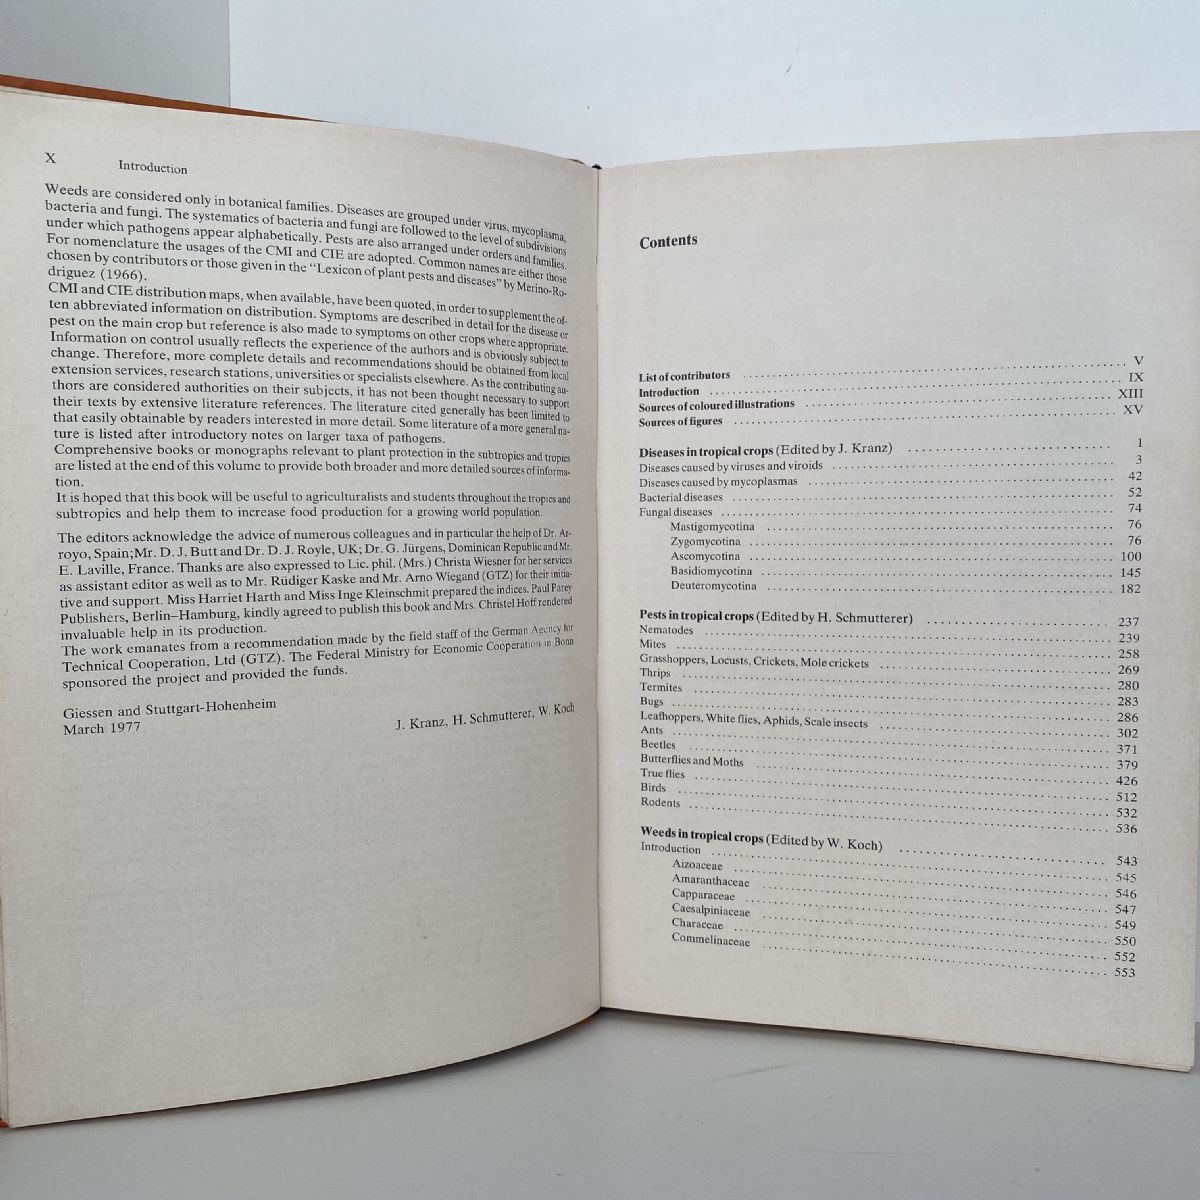 X Introduction
Weeds are considered only in botanical families. Diseases are grouped under virus, mycoplasma,
bacteria and fungi. The systematics of bacteria and fungi are followed to the level of subdivisions
under which pathogens appear alphabetically. Pests are also arranged under orders and families.
For nomenclature the usages of the CMI and CIE are adopted. Common names are either those
chosen by contributors or those given in the "Lexicon of plant pests and diseases" by Merino-Ro-
driguez (1966).
CMI and CIE distribution maps, when available, have been quoted, in order to supplement the of-
ten abbreviated information on distribution. Symptoms are described in detail for the disease or
pest on the main crop but reference is also made to symptoms on other crops where appropriate.
Information on control usually reflects the experience of the authors and is obviously subject to
change. Therefore, more complete details and recommendations should be obtained from local
extension services, research stations, universities or specialists elsewhere. As the contributing au-
thors are considered authorities on their subjects, it has not been thought necessary to support
their texts by extensive literature references. The literature cited generally has been limited to
that easily obtainable by readers interested in more detail. Some literature of a more general na-
ture is listed after introductory notes on larger taxa of pathogens.
Comprehensive books or monographs relevant to plant protection in the subtropics and tropics
are listed at the end of this volume to provide both broader and more detailed sources of informa-
tion.
It is hoped that this book will be useful to agriculturalists and students throughout the tropics and
subtropics and help them to increase food production for a growing world population.
The editors acknowledge the advice of numerous colleagues and in particular the help of Dr. Ar-
royo, Spain; Mr. D. J. Butt and Dr. D. J. Royle, UK; Dr. G. Jürgens, Dominican Republic and Mr.
E. Laville, France. Thanks are also expressed to Lic. phil. (Mrs.) Christa Wiesner for her services
as assistant editor as well as to Mr. Rüdiger Kaske and Mr. Arno Wiegand (GTZ) for their initia-
tive and support. Miss Harriet Harth and Miss Inge Kleinschmit prepared the indices. Paul Parey
Publishers, Berlin–Hamburg, kindly agreed to publish this book and Mrs. Christel Hoff rendered
invaluable help in its production.
The work emanates from a recommendation made by the field staff of the German Agency for
Technical Cooperation, Ltd (GTZ). The Federal Ministry for Economic Cooperation in Bonn
sponsored the project and provided the funds.
Giessen and Stuttgart-Hohenheim
March 1977 J. Kranz, H. Schmutterer, W. Koch
Contents
List of contributors V
Introduction IX
Sources of coloured illustrations XIII
Sources of figures XV
Diseases in tropical crops (Edited by J. Kranz) 1
Diseases caused by viruses and viroids 3
Diseases caused by mycoplasmas 42
Bacterial diseases 52
Fungal diseases 74
Mastigomycotina 76
Zygomycotina 76
Ascomycotina 100
Basidiomycotina 145
Deuteromycotina 182
Pests in tropical crops (Edited by H. Schmutterer) 237
Nematodes 239
Mites 258
Grasshoppers, Locusts, Crickets, Mole crickets 269
Thrips 280
Termites 283
Bugs 286
Leafhoppers, White flies, Aphids, Scale insects 302
Ants 371
Beetles 379
Butterflies and Moths 426
True flies 512
Birds 532
Rodents 536
Weeds in tropical crops (Edited by W. Koch) 543
Introduction 545
Aizoaceae 546
Amaranthaceae 547
Capparaceae 549
Caesalpiniaceae 550
Characeae 552
Commelinaceae 553